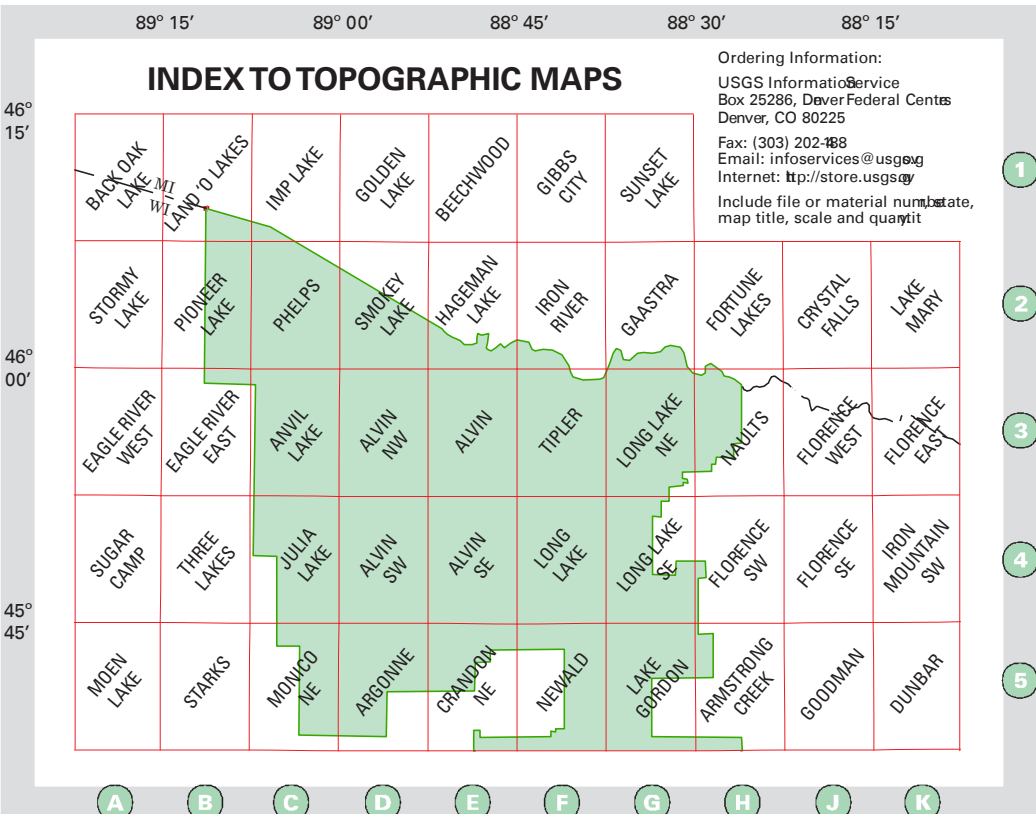 89° 15'
89° 00'
88° 45'
88° 30'
88° 15'
INDEX TO TOPOGRAPHIC MAPS
Ordering Information:
USGS Information Service
Box 25286, Denver Federal Center
Denver, CO 80225
Fax: (303)
Email: infoservices@usgs.gov
Internet: http://store.usgs.gov
Include file or material number, state,
map title, scale and quantity
46°
15'
BACK OAK
LAKE
MI
WI
LAND 'O LAKES
IMP LAKE
GOLDEN
LAKE
BEECHWOOD
GIBBS
CITY
SUNSET
LAKE
1
STORMY
LAKE
PIONEER
LAKE
PHELPS
SMOKEY
LAKE
HAGEMAN
LAKE
IRON
RIVER
GAASTRA
FORTUNE
LAKES
CRYSTAL
FALLS
LAKE
MARY
2
46°
00'
EAGLE RIVER
WEST
EAGLE RIVER
EAST
ANVIL
LAKE
ALVIN
NW
ALVIN
TIPLER
LONG LAKE
NE
NAULTS
FLORENCE
WEST
FLORENCE
EAST
3
SUGAR
CAMP
THREE
LAKES
JULIA
LAKE
ALVIN
SW
ALVIN
SE
LONG
LAKE
LONG LAKE
SE
FLORENCE
SW
FLORENCE
SE
IRON
MOUNTAIN
SW
4
45°
45'
MOEN
LAKE
STARKS
MONICO
NE
ARGONNE
CRANDON
NE
NEWALD
LAKE
GORDON
ARMSTRONG
CREEK
GOODMAN
DUNBAR
5
A
B
C
D
E
F
G
H
J
K